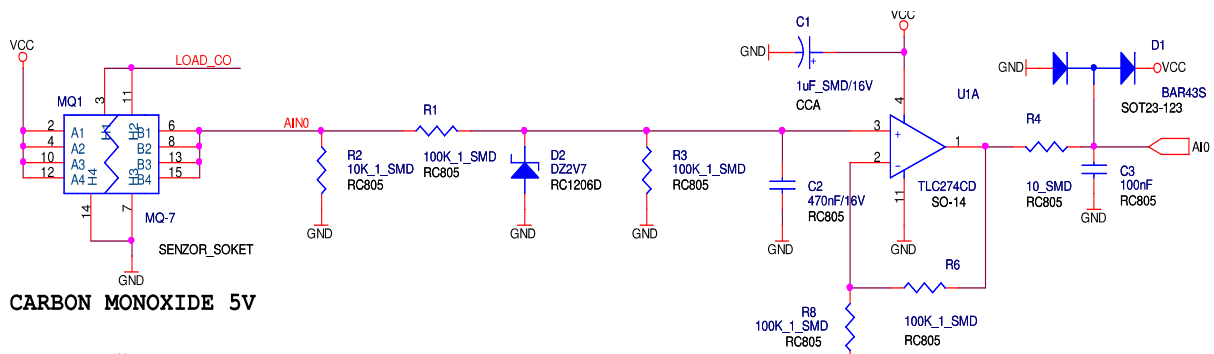 VCC
LOAD_CO
MQ1
3
11
H1
H2
2
4
10
12
A1
A2
A3
A4
B1
B2
B3
B4
6
8
13
15
H4
H3
14
7
MQ-7
SENZOR_SOKET
GND
CARBON MONOXIDE 5V
AIN0
R2
10K_1_SMD
RC805
GND
R1
100K_1_SMD
RC805
D2
DZ2V7
RC1206D
GND
R3
100K_1_SMD
RC805
GND
C2
470nF/16V
RC805
GND
C1
GND
+
1uF_SMD/16V
CCA
VCC
4
U1A
3
+
2
-
1
11
TLC274CD
SO-14
GND
R8
100K_1_SMD
RC805
R6
100K_1_SMD
RC805
R4
10_SMD
RC805
D1
GND
VCC
BAR43S
SOT23-123
C3
100nF
RC805
GND
AI0